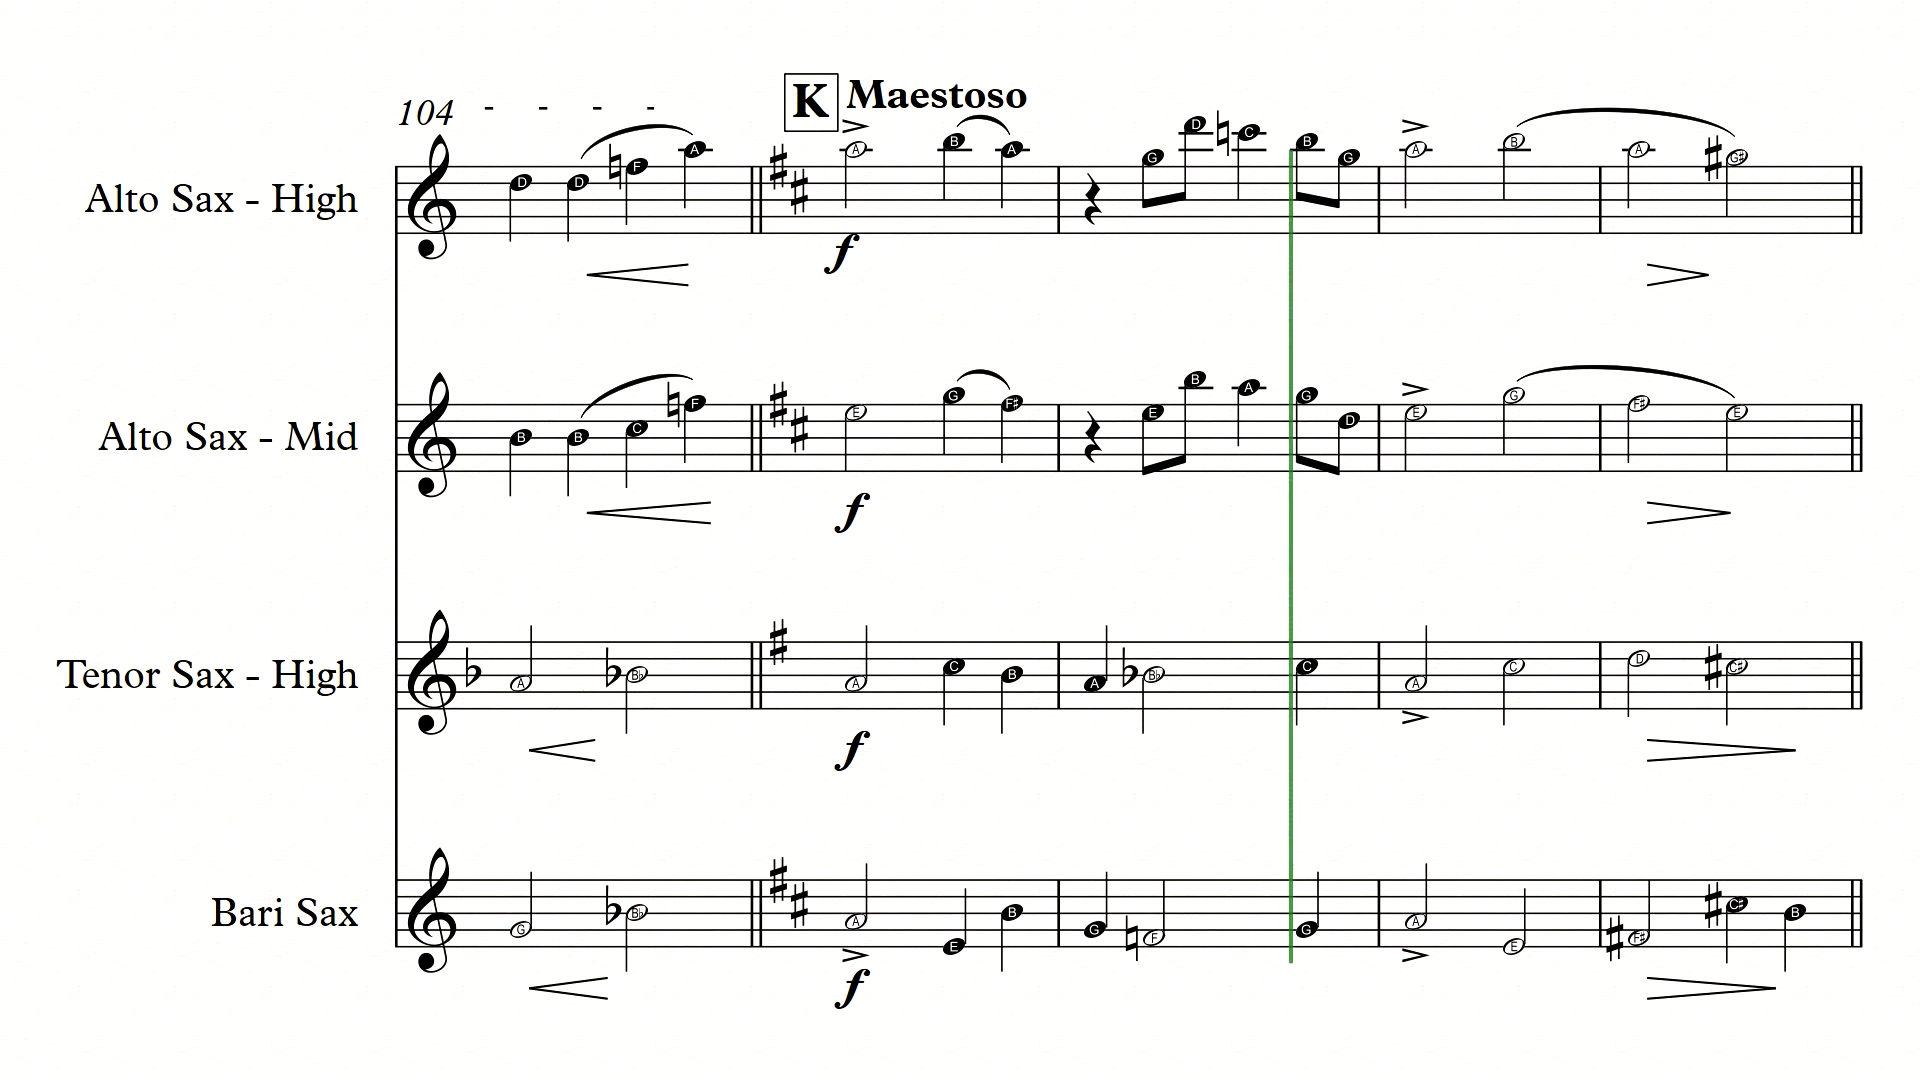 104 - - - -
K Maestoso
Alto Sax - High
D D F A A B A G D C B G A B A G#
f
Alto Sax - Mid
B B C F E G F# E B A G D E G F# E
f
Tenor Sax - High
A B♭ A C B A B♭ C A C D C#
f
Bari Sax
G B♭ A E B G F G A E F# C# B
f